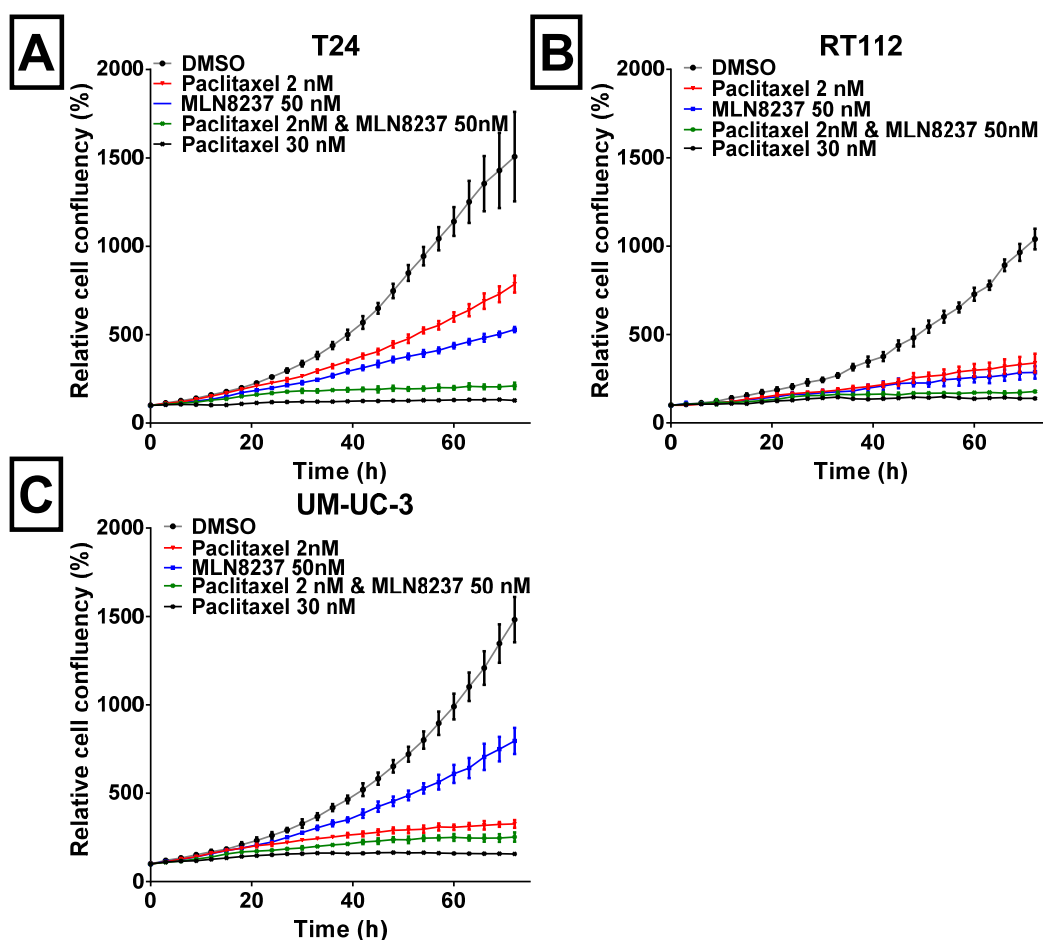 A
T24
DMSO
Paclitaxel 2 nM
MLN8237 50 nM
Paclitaxel 2nM & MLN8237 50nM
Paclitaxel 30 nM
Relative cell confluency (%)
2000
1500
1000
500
0
0 20 40 60
Time (h)
B
RT112
DMSO
Paclitaxel 2 nM
MLN8237 50 nM
Paclitaxel 2nM & MLN8237 50nM
Paclitaxel 30 nM
Relative cell confluency (%)
2000
1500
1000
500
0
0 20 40 60
Time (h)
C
UM-UC-3
DMSO
Paclitaxel 2nM
MLN8237 50nM
Paclitaxel 2 nM & MLN8237 50 nM
Paclitaxel 30 nM
Relative cell confluency (%)
2000
1500
1000
500
0
0 20 40 60
Time (h)